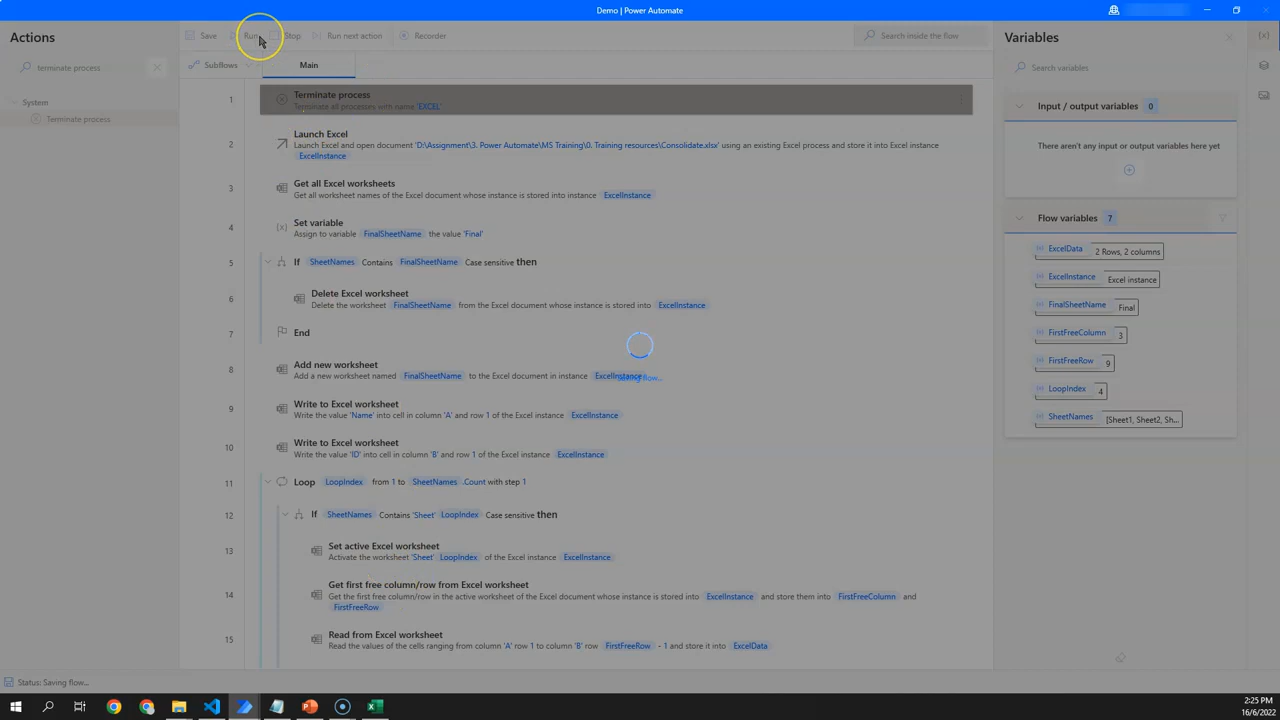 Demo | Power Automate
Actions
Save Run Stop Run next action Recorder Search inside the flow
Variables
terminate process
Subflows Main
Search variables
System
Terminate process
1 Terminate process
Terminate all processes with name 'EXCEL'
2 Launch Excel
Launch Excel and open document 'D:\Assignment\3. Power Automate\MS Training\0. Training resources\Consolidate.xlsx' using an existing Excel process and store it into Excel instance
ExcelInstance
3 Get all Excel worksheets
Get all worksheet names of the Excel document whose instance is stored into instance ExcelInstance
4 Set variable
Assign to variable FinalSheetName the value 'Final'
5 If SheetNames Contains FinalSheetName Case sensitive then
6 Delete Excel worksheet
Delete the worksheet FinalSheetName from the Excel document whose instance is stored into ExcelInstance
7 End
8 Add new worksheet
Add a new worksheet named FinalSheetName to the Excel document in instance ExcelInstance
9 Write to Excel worksheet
Write the value 'Name' into cell in column 'A' and row 1 of the Excel instance ExcelInstance
10 Write to Excel worksheet
Write the value 'ID' into cell in column 'B' and row 1 of the Excel instance ExcelInstance
11 Loop LoopIndex from 1 to SheetNames .Count with step 1
12 If SheetNames Contains 'Sheet' LoopIndex Case sensitive then
13 Set active Excel worksheet
Activate the worksheet 'Sheet' LoopIndex of the Excel instance ExcelInstance
14 Get first free column/row from Excel worksheet
Get the first free column/row in the active worksheet of the Excel document whose instance is stored into ExcelInstance and store them into FirstFreeColumn and
FirstFreeRow
15 Read from Excel worksheet
Read the values of the cells ranging from column 'A' row 1 to column 'B' row FirstFreeRow - 1 and store it into ExcelData
Input / output variables 0
There aren't any input or output variables here yet
Flow variables 7
ExcelData 2 Rows, 2 columns
ExcelInstance Excel instance
FinalSheetName Final
FirstFreeColumn 3
FirstFreeRow 9
LoopIndex 4
SheetNames [Sheet1, Sheet2, Sh...
Status: Saving flow...
2:25 PM
16/6/2022